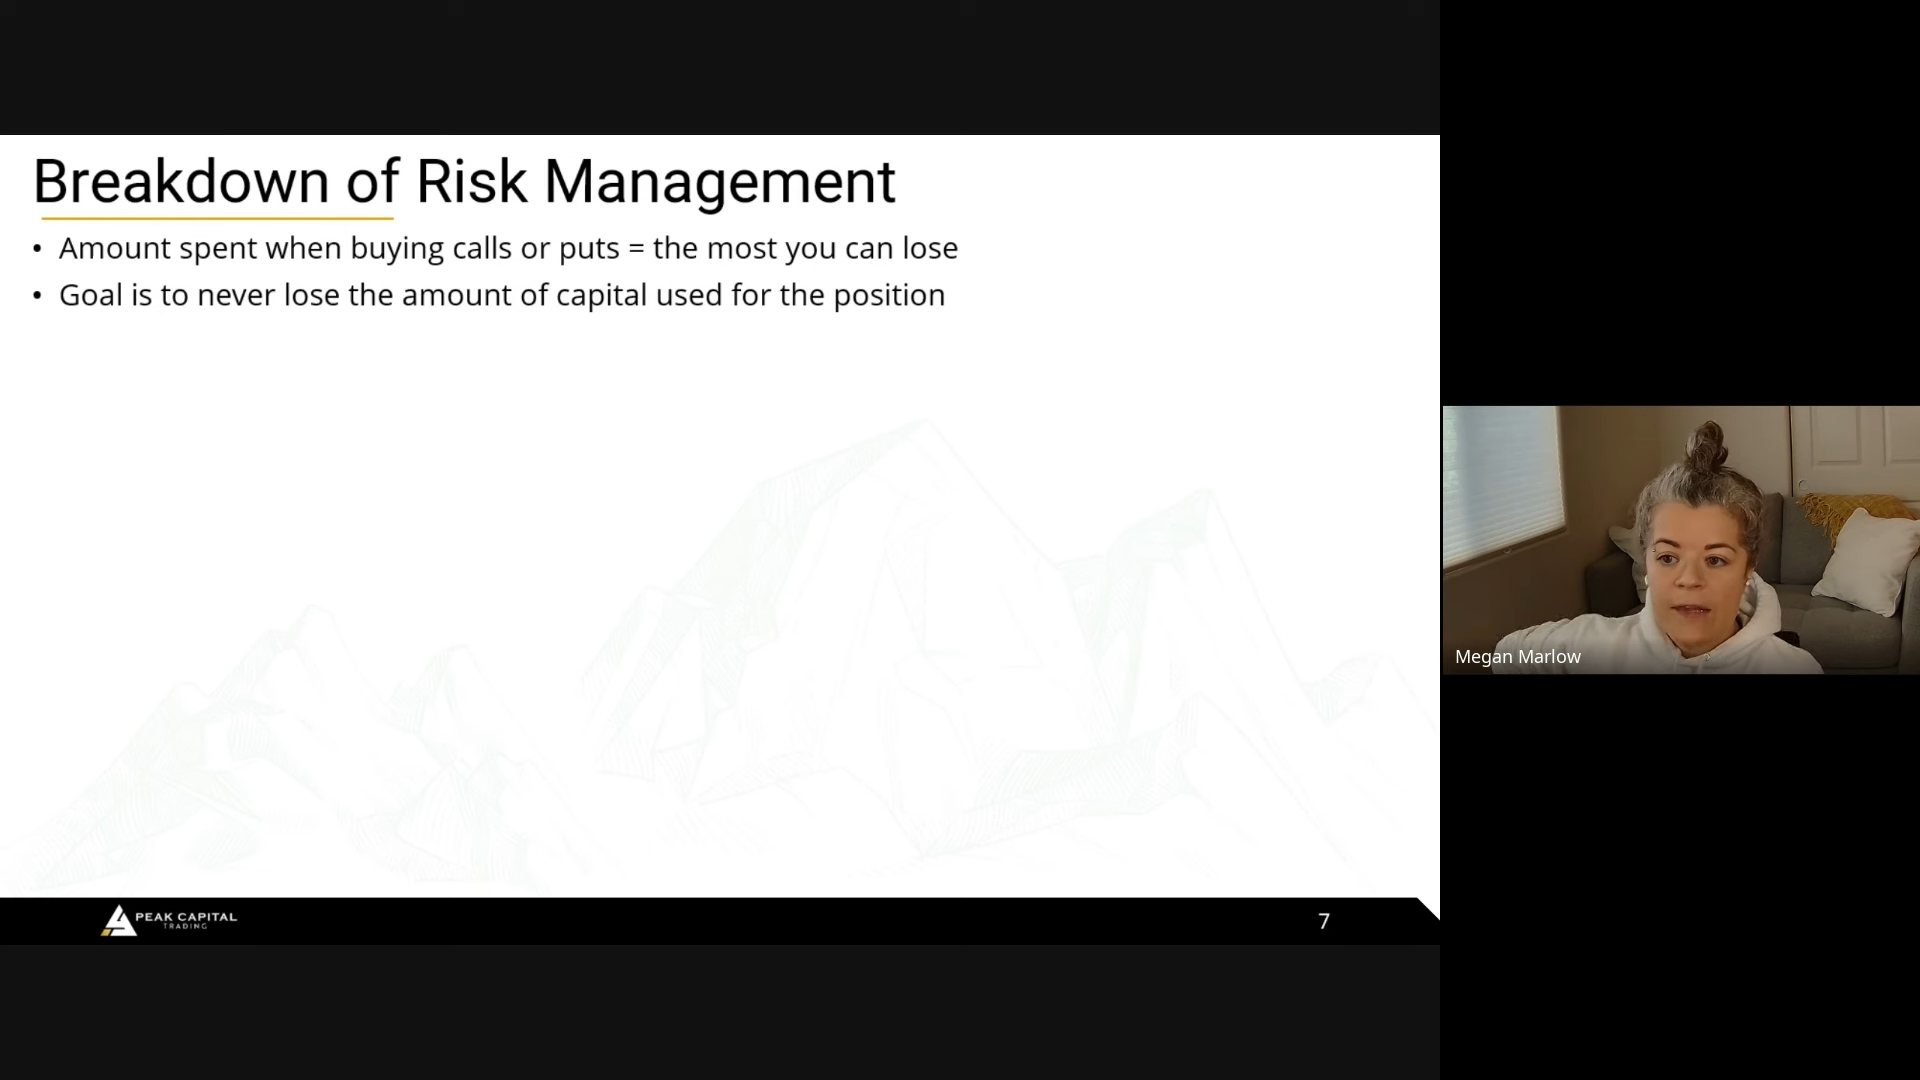 Breakdown of Risk Management
• Amount spent when buying calls or puts = the most you can lose
• Goal is to never lose the amount of capital used for the position
Megan Marlow
PEAK CAPITAL
TRADING
7